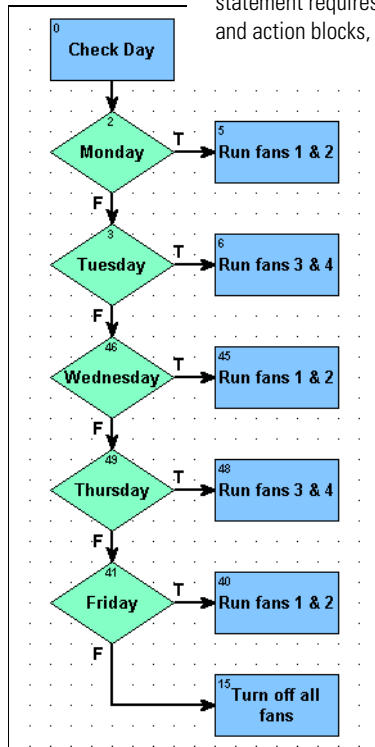 statement requires
and action blocks,
0
Check Day
2
Monday
T
5
Run fans 1 & 2
F
3
Tuesday
T
6
Run fans 3 & 4
F
46
Wednesday
T
45
Run fans 1 & 2
F
49
Thursday
T
48
Run fans 3 & 4
F
41
Friday
T
40
Run fans 1 & 2
F
15
Turn off all
fans